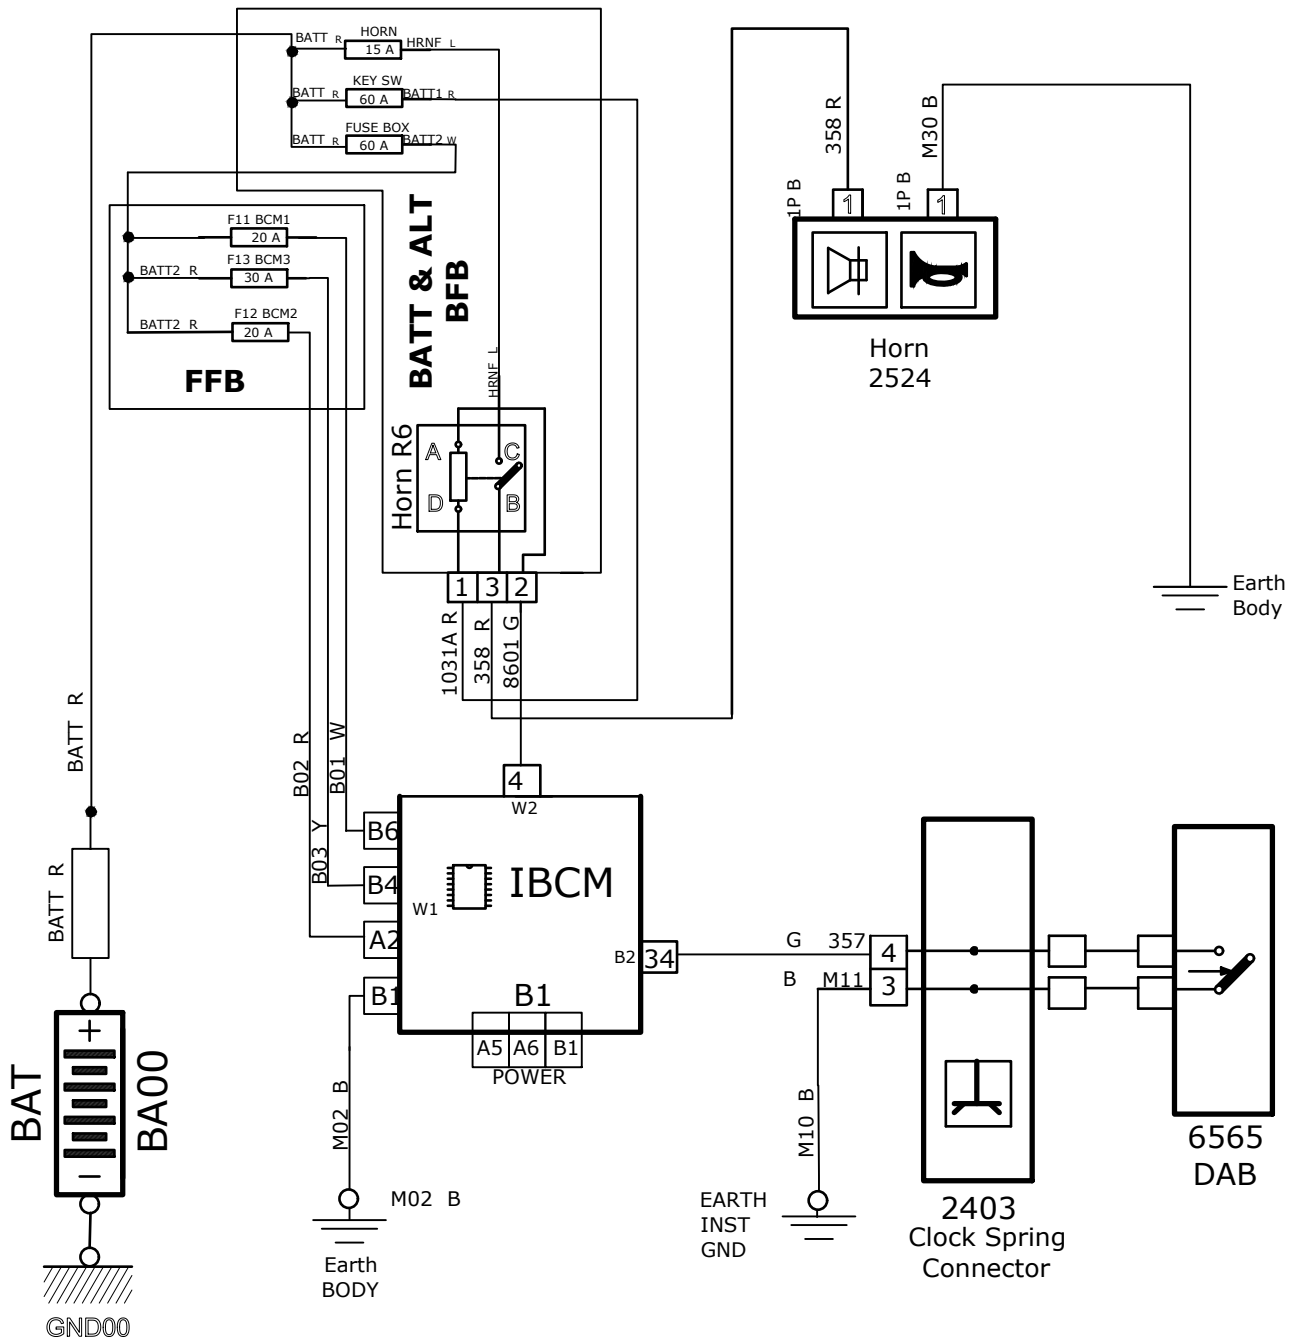 HORN
BATT R
15 A
HRNF L
KEY SW
BATT R
60 A
BATT1 R
FUSE BOX
BATT R
60 A
BATT2 W
F11 BCM1
20 A
F13 BCM3
BATT2 R
30 A
F12 BCM2
BATT2 R
20 A
FFB
BATT & ALT
BFB
HRNF L
Horn R6
A
C
D
B
1
3
2
1031A R
358 R
8601 G
358 R
M30 B
1P B
1
1P B
1
Horn
2524
Earth
Body
BATT R
B02 R
B03 Y
B01 W
BATT R
4
W2
B6
B4
W1
A2
B1
IBCM
B2
34
B1
A5
A6
B1
POWER
G 357
B M11
4
3
BAT
+
−
BA00
GND00
M02 B
M02 B
Earth
BODY
M10 B
EARTH
INST
GND
2403
Clock Spring
Connector
6565
DAB